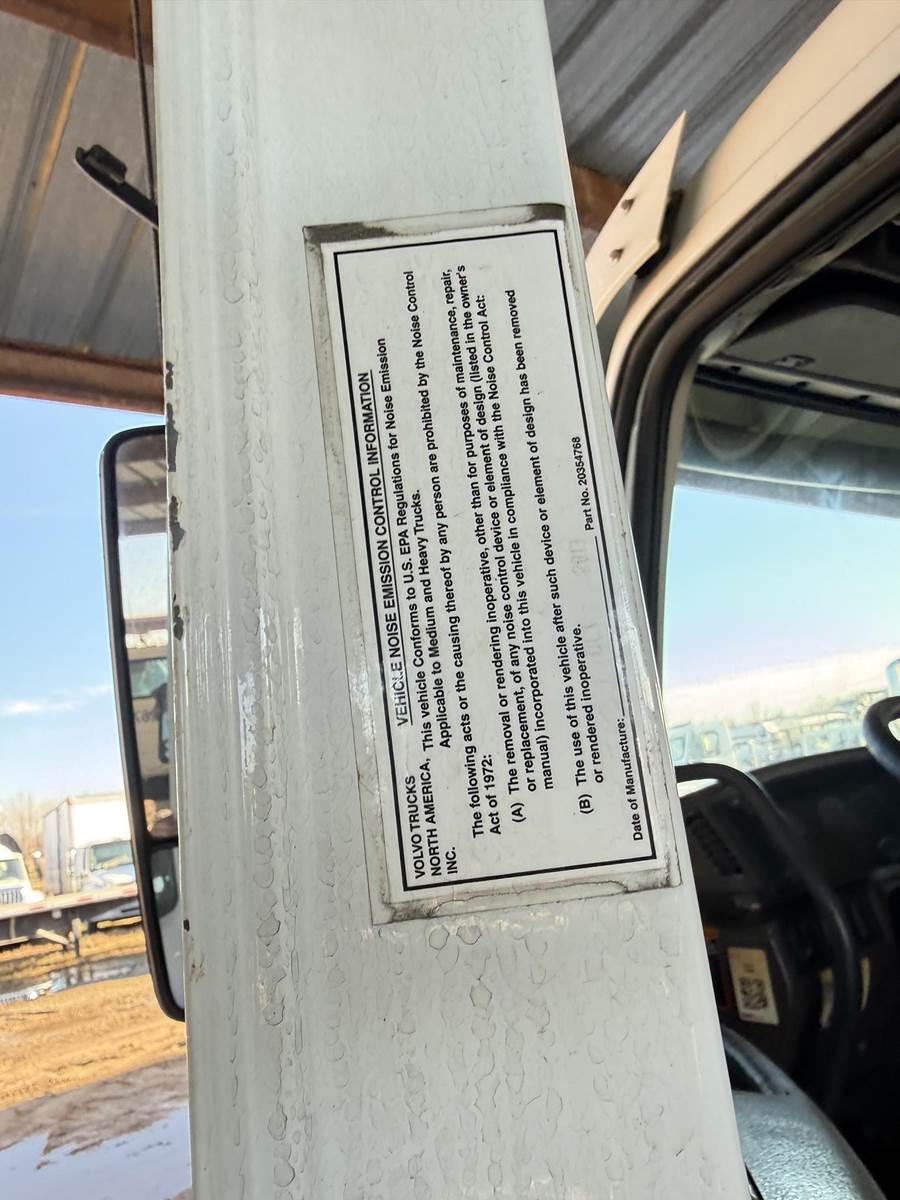 VEHICLE NOISE EMISSION CONTROL INFORMATION
VOLVO TRUCKS
NORTH AMERICA,
INC.
This vehicle Conforms to U.S. EPA Regulations for Noise Emission
Applicable to Medium and Heavy Trucks.
The following acts or the causing thereof by any person are prohibited by the Noise Control
Act of 1972:
(A) The removal or rendering inoperative, other than for purposes of maintenance, repair,
or replacement, of any noise control device or element of design (listed in the owner's
manual) incorporated into this vehicle in compliance with the Noise Control Act:
(B) The use of this vehicle after such device or element of design has been removed
or rendered inoperative.
Date of Manufacture:
Part No. 20354768